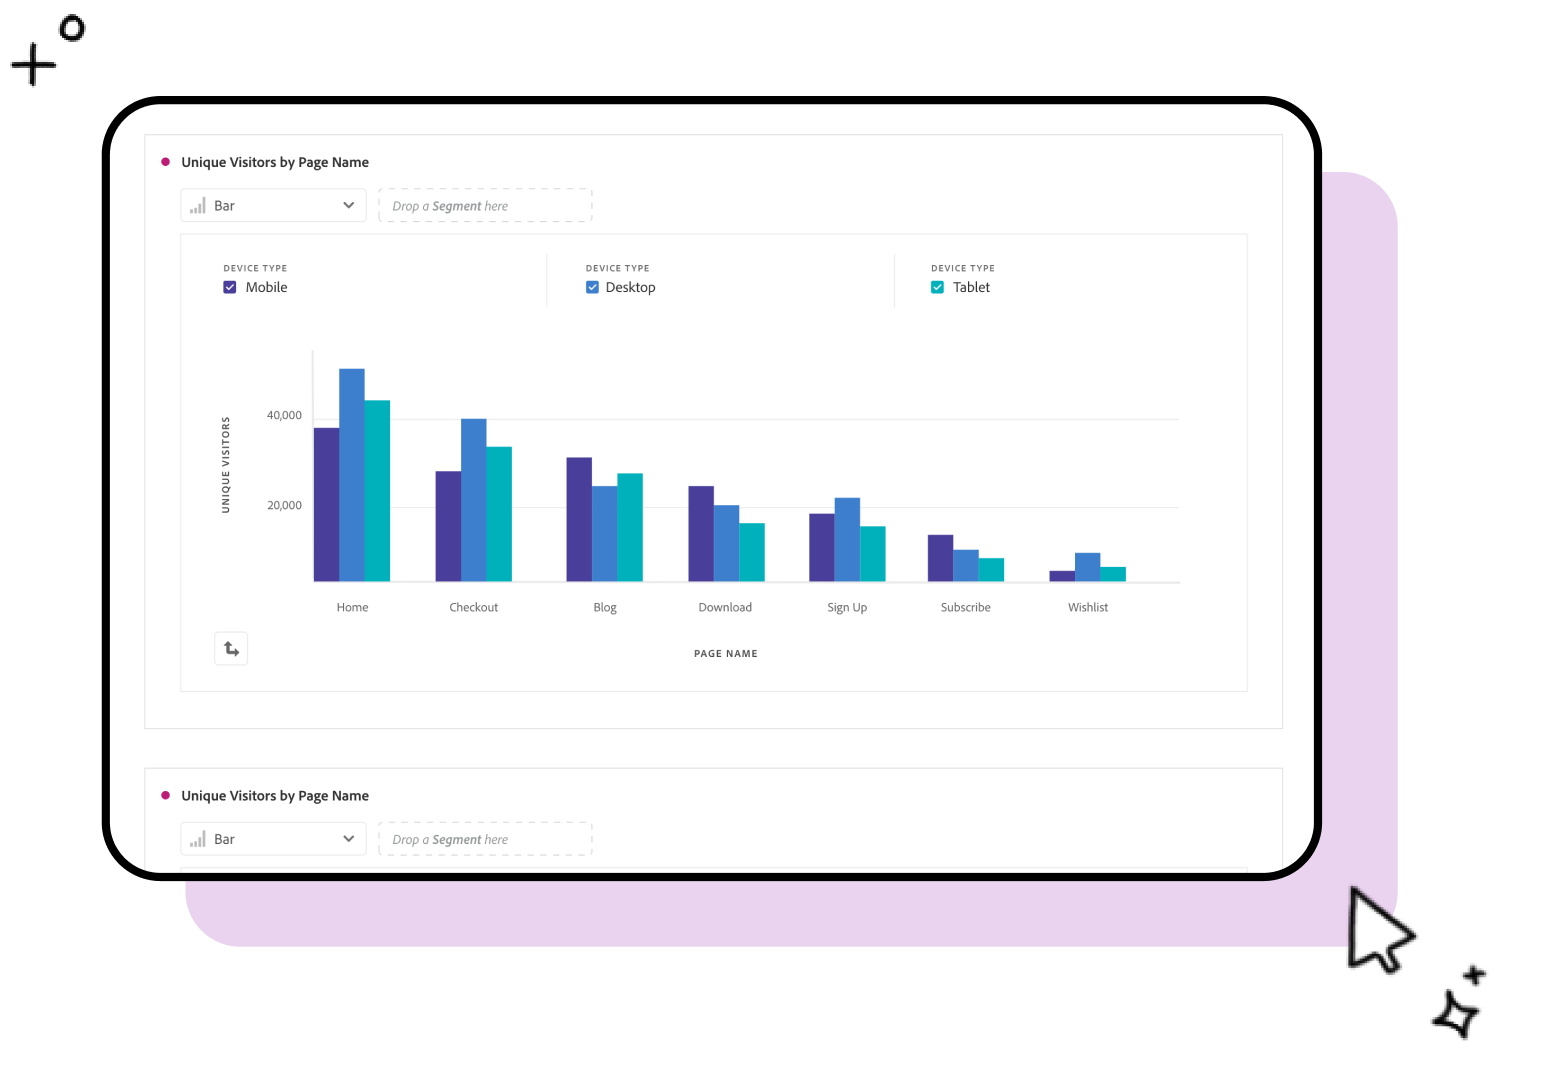 Unique Visitors by Page Name
Bar
Drop a Segment here
DEVICE TYPE
Mobile
DEVICE TYPE
Desktop
DEVICE TYPE
Tablet
UNIQUE VISITORS
40,000
20,000
Home
Checkout
Blog
Download
Sign Up
Subscribe
Wishlist
PAGE NAME
Unique Visitors by Page Name
Bar
Drop a Segment here